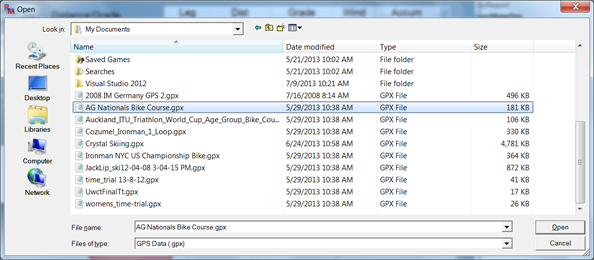 Distance/Grade Leg Dist Grade Wind Accum
Open
Look in: My Documents
Name Date modified Type Size
Saved Games 5/21/2013 10:02 AM File folder
Searches 5/21/2013 10:02 AM File folder
Visual Studio 2012 7/9/2013 10:21 AM File folder
2008 IM Germany GPS 2.gpx 7/16/2008 8:14 AM GPX File 496 KB
AG Nationals Bike Course.gpx 5/29/2013 10:38 AM GPX File 181 KB
Auckland_ITU_Triathlon_World_Cup_Age_Group_Bike_Cou... 5/29/2013 10:38 AM GPX File 106 KB
Cozumel_Ironman_1_Loop.gpx 5/29/2013 10:38 AM GPX File 330 KB
Crystal Skiing.gpx 6/24/2013 10:58 AM GPX File 4,781 KB
Ironman NYC US Championship Bike.gpx 5/29/2013 10:38 AM GPX File 364 KB
JackLip_ski12-04-08 3-04-15 PM.gpx 5/29/2013 10:38 AM GPX File 872 KB
time_trial 13-8-12.gpx 5/29/2013 10:38 AM GPX File 41 KB
UwctFinalTt.gpx 5/29/2013 10:38 AM GPX File 17 KB
womens_time-trial.gpx 5/29/2013 10:38 AM GPX File 26 KB
Recent Places
Desktop
Libraries
Computer
Network
File name: AG Nationals Bike Course.gpx Open
Files of type: GPS Data (.gpx) Cancel